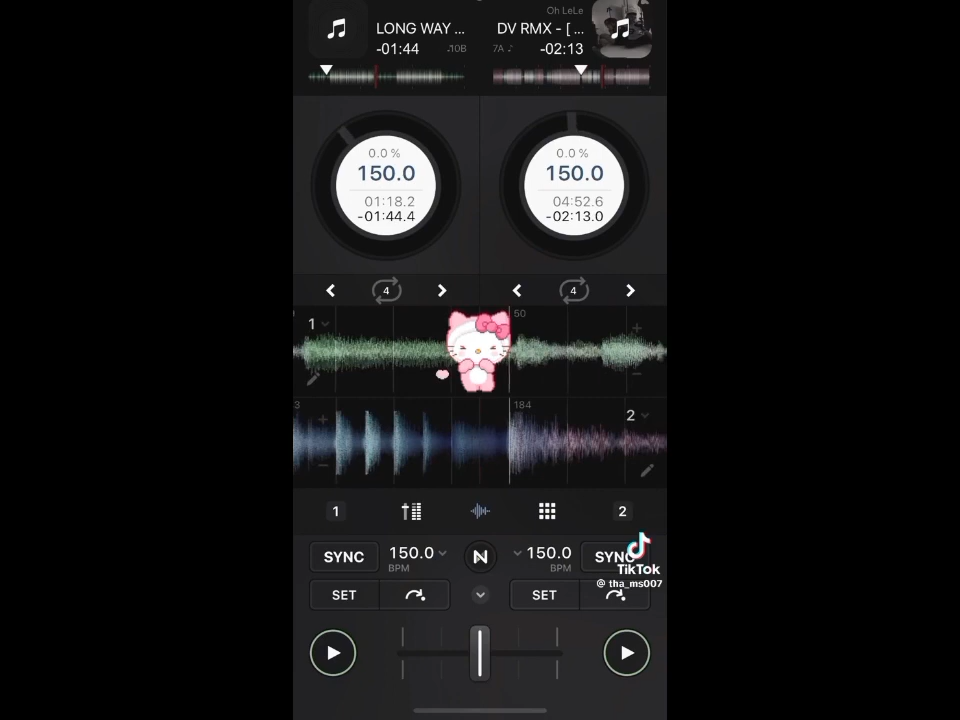 Oh LeLe
LONG WAY ... DV RMX - [ ...
-01:44 10B 7A -02:13
0.0 % 0.0 %
150.0 150.0
01:18.2 04:52.6
-01:44.4 -02:13.0
4 4
50
1
3 184
2
1 2
SYNC 150.0 N 150.0 SYNC
BPM BPM
TikTok
@ tha_ms007
SET SET